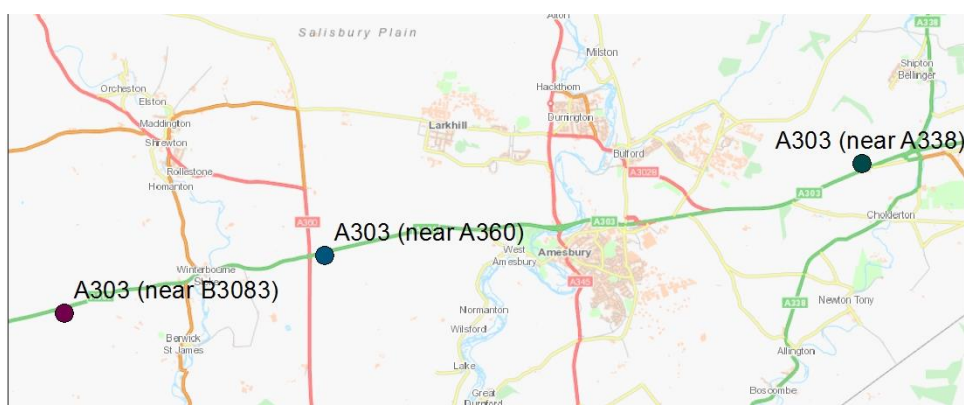 Salisbury Plain
Alton
A338
Milston
Shipton
Bellinger
Orcheston
Elston
Hackthorn
Durrington
Maddington
Larkhill
Shrewton
Bulford
A303 (near A338)
Rollestone
A3028
Homanton
A303
A360
A303 (near A360)
A303
Cholderton
West
Amesbury
Amesbury
Winterbourne
A303 (near B3083)
A345
A338
Newton Tony
Normanton
Berwick
St James
Wilsford
Allington
Lake
Great
Durnford
Boscombe